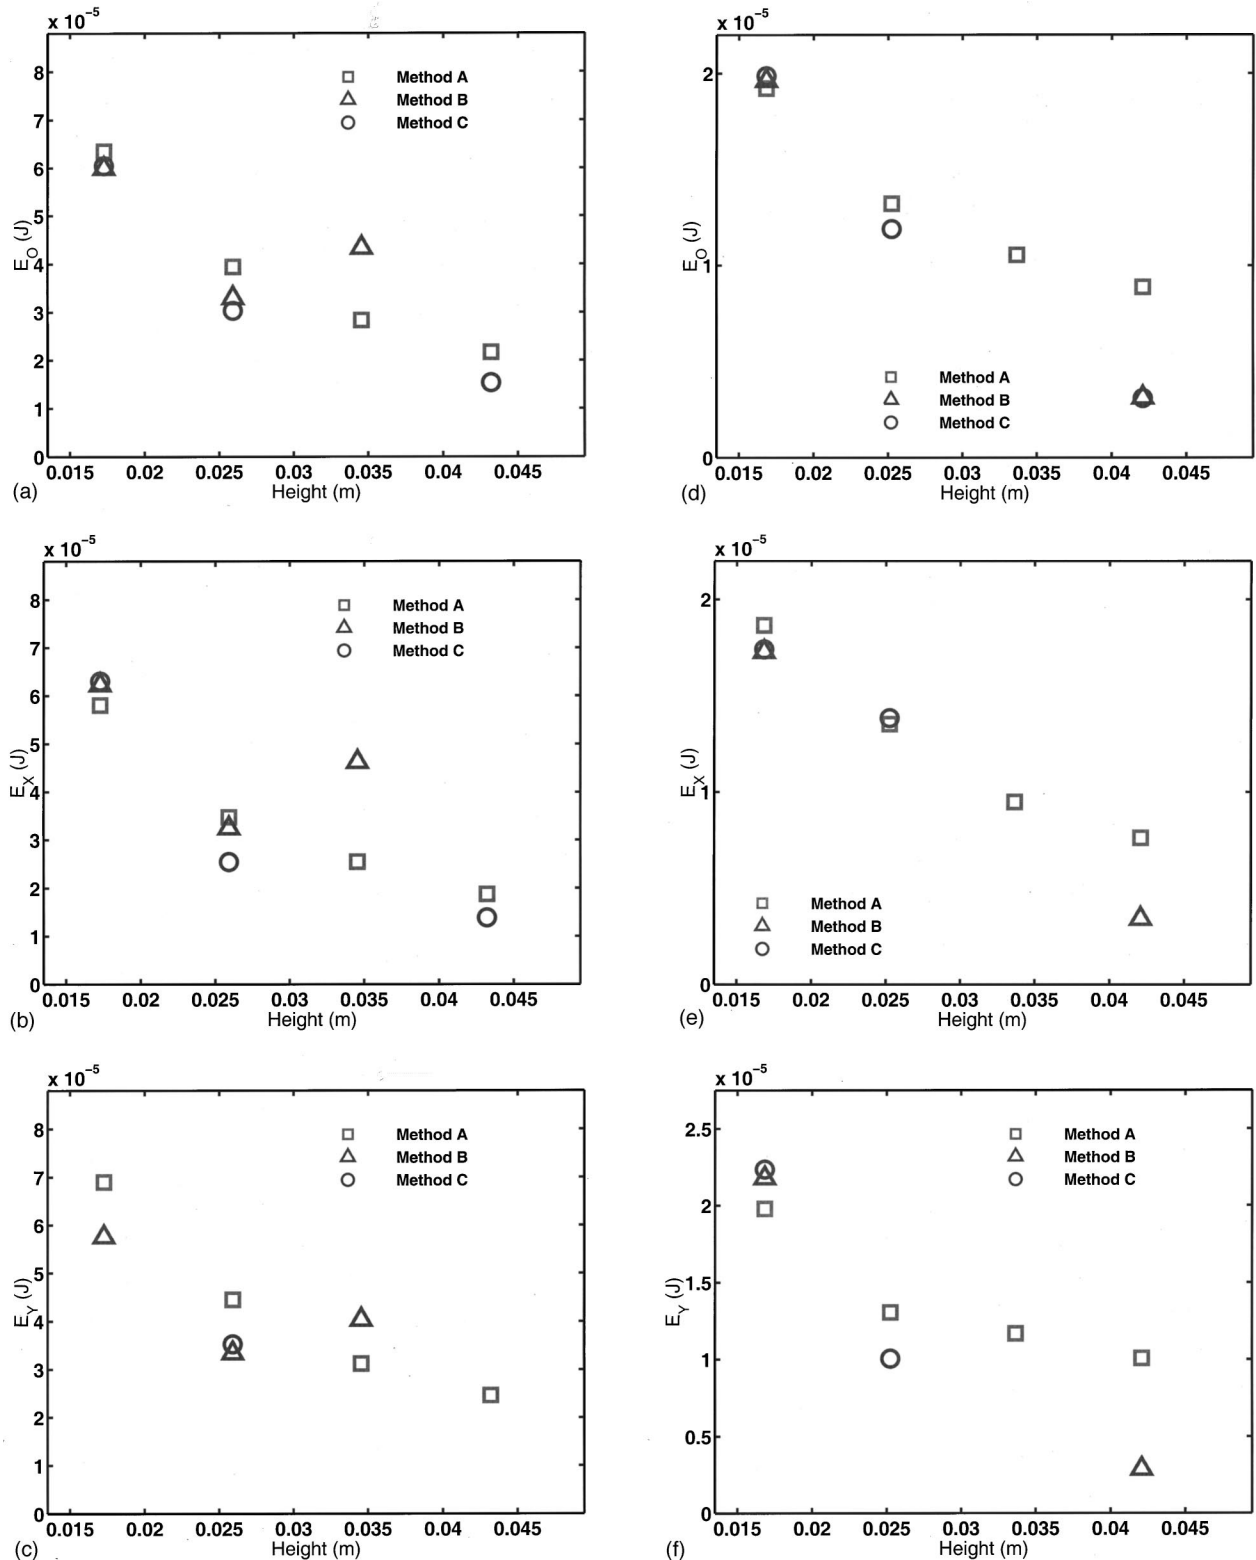 x 10⁻⁵
8
7
6
5
4
3
2
1
0
E_O (J)
Method A
Method B
Method C
0.015 0.02 0.025 0.03 0.035 0.04 0.045
Height (m)
(a)
x 10⁻⁵
2
1
0
E_O (J)
Method A
Method B
Method C
0.015 0.02 0.025 0.03 0.035 0.04 0.045
Height (m)
(d)
x 10⁻⁵
8
7
6
5
4
3
2
1
0
E_X (J)
Method A
Method B
Method C
0.015 0.02 0.025 0.03 0.035 0.04 0.045
Height (m)
(b)
x 10⁻⁵
2
1
0
E_X (J)
Method A
Method B
Method C
0.015 0.02 0.025 0.03 0.035 0.04 0.045
Height (m)
(e)
x 10⁻⁵
8
7
6
5
4
3
2
1
0
E_Y (J)
Method A
Method B
Method C
0.015 0.02 0.025 0.03 0.035 0.04 0.045
Height (m)
(c)
x 10⁻⁵
2.5
2
1.5
1
0.5
0
E_Y (J)
Method A
Method B
Method C
0.015 0.02 0.025 0.03 0.035 0.04 0.045
Height (m)
(f)